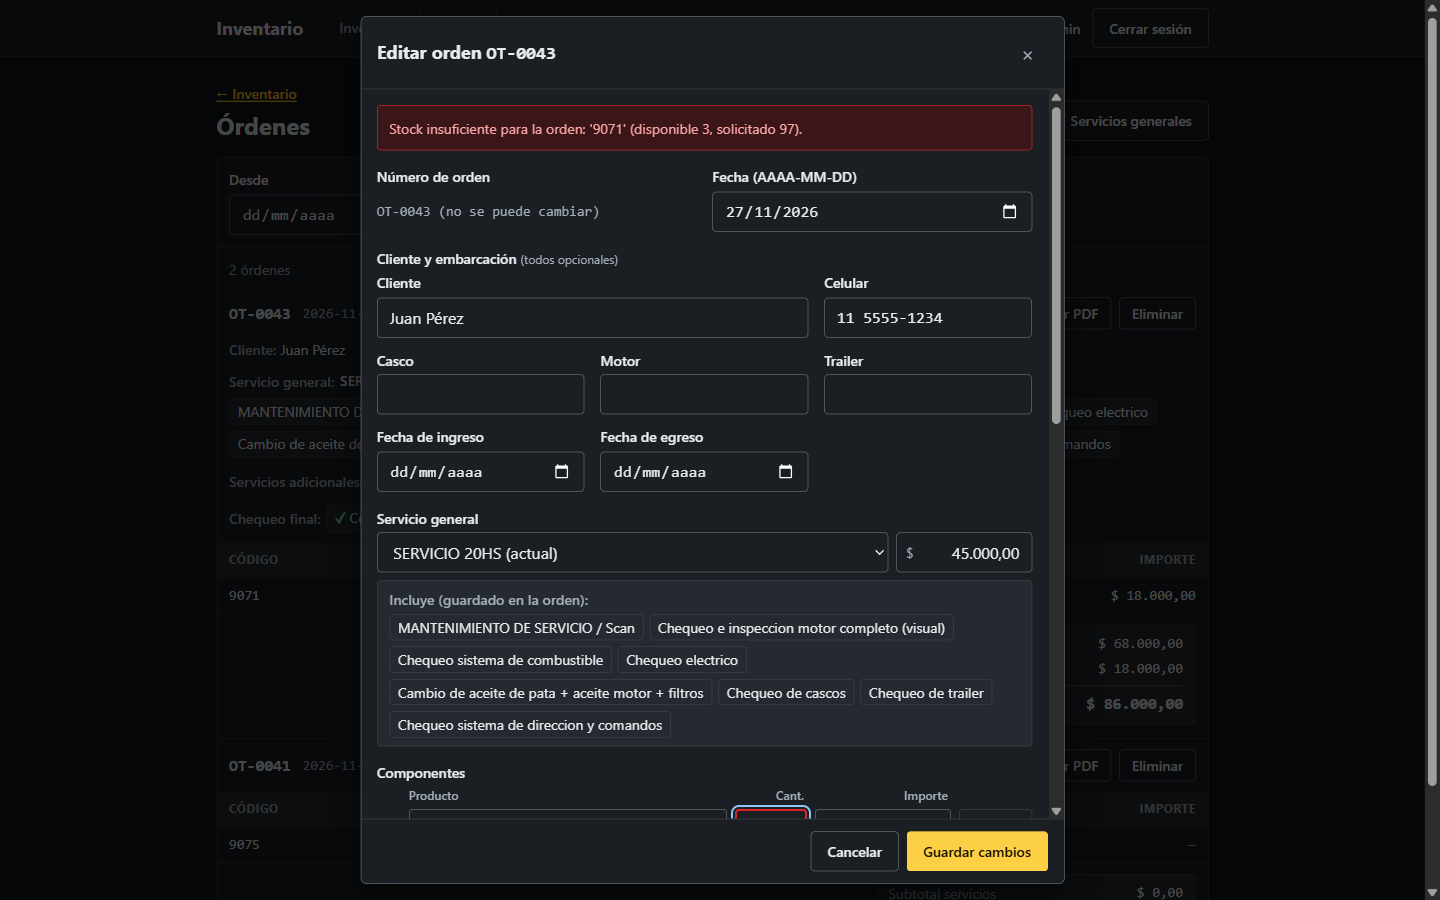 Inventario
Cerrar sesión
Editar orden OT-0043
×
← Inventario
Órdenes
Servicios generales
Stock insuficiente para la orden: '9071' (disponible 3, solicitado 97).
Desde
dd/mm/aaaa
Número de orden
Fecha (AAAA-MM-DD)
OT-0043 (no se puede cambiar)
27/11/2026
2 órdenes
Cliente y embarcación (todos opcionales)
Cliente
Celular
Juan Pérez
11 5555-1234
OT-0043 2026-11-
PDF
Eliminar
Cliente: Juan Pérez
Casco
Motor
Trailer
Servicio general: SER
MANTENIMIENTO D
queo electrico
Cambio de aceite de
mandos
Fecha de ingreso
Fecha de egreso
dd/mm/aaaa
dd/mm/aaaa
Servicios adicionales
Chequeo final: ✓ Co
Servicio general
SERVICIO 20HS (actual)
$ 45.000,00
CÓDIGO
IMPORTE
9071
$ 18.000,00
Incluye (guardado en la orden):
MANTENIMIENTO DE SERVICIO / Scan
Chequeo e inspeccion motor completo (visual)
Chequeo sistema de combustible
Chequeo electrico
Cambio de aceite de pata + aceite motor + filtros
Chequeo de cascos
Chequeo de trailer
Chequeo sistema de direccion y comandos
$ 68.000,00
$ 18.000,00
$ 86.000,00
Componentes
Producto
Cant.
Importe
OT-0041 2026-11-
PDF
Eliminar
CÓDIGO
IMPORTE
9075
—
Cancelar
Guardar cambios
Subtotal servicios
$ 0,00